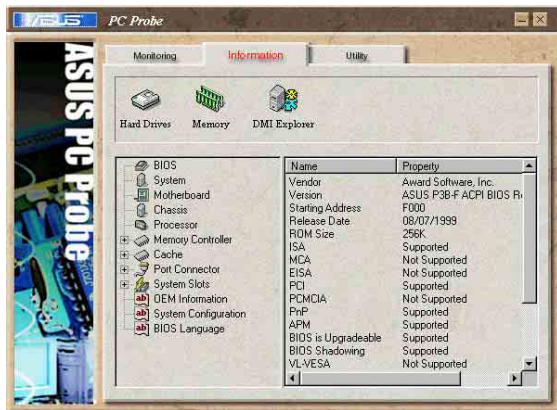 ASUS PC Probe
Monitoring Information Utility
Hard Drives Memory DMI Explorer
ASUS PC Probe
BIOS
System
Motherboard
Chassis
Processor
Memory Controller
Cache
Port Connector
System Slots
OEM Information
System Configuration
BIOS Language
Name Property
Vendor Award Software, Inc.
Version ASUS P3B-F ACPI BIOS R
Starting Address F000
Release Date 08/07/1999
ROM Size 256K
ISA Supported
MCA Not Supported
EISA Not Supported
PCI Supported
PCMCIA Not Supported
PnP Supported
APM Supported
BIOS is Upgradeable Supported
BIOS Shadowing Supported
VL-VESA Not Supported